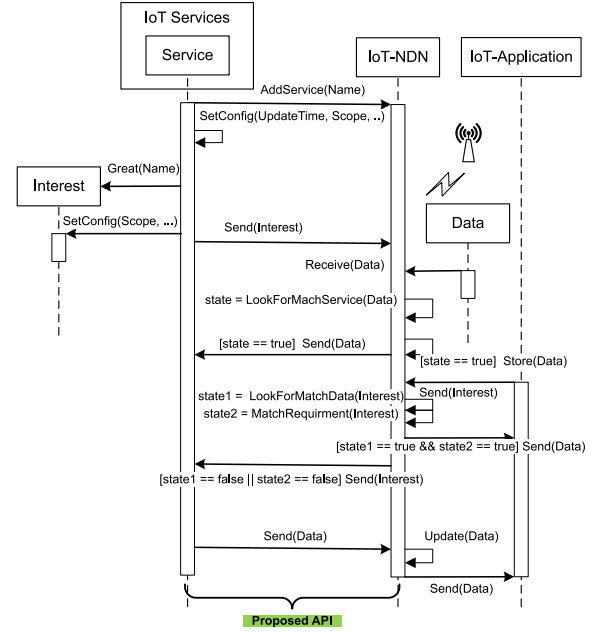 IoT Services
Service
IoT-NDN
IoT-Application
AddService(Name)
SetConfig(UpdateTime, Scope, ..)
Great(Name)
Interest
SetConfig(Scope, ...)
Send(Interest)
Data
Receive(Data)
state = LookForMachService(Data)
[state == true] Send(Data)
[state == true] Store(Data)
Send(Interest)
state1 = LookForMatchData(Interest)
state2 = MatchRequirment(Interest)
[state1 == true && state2 == true] Send(Data)
[state1 == false || state2 == false] Send(Interest)
Send(Data)
Update(Data)
Send(Data)
Proposed API